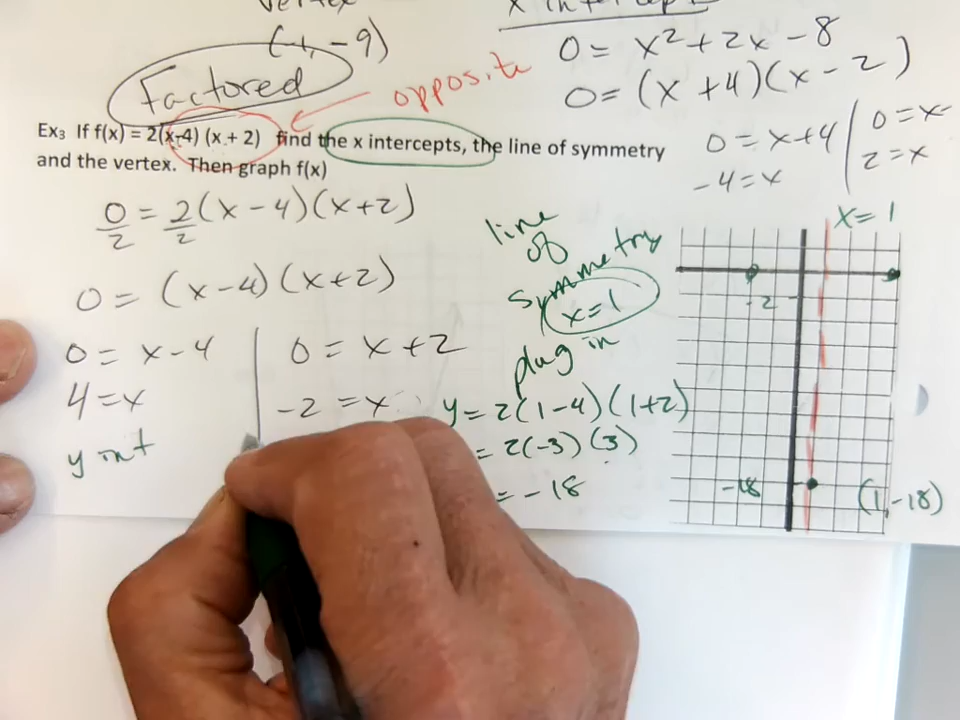 vertex
x intercept
(-1, -9)
0 = x² + 2x - 8
Factored
opposite
0 = (x + 4)(x - 2)
Ex3 If f(x) = 2(x-4) (x + 2) find the x intercepts, the line of symmetry
and the vertex. Then graph f(x)
0 = x + 4
0 = x -
-4 = x
2 = x
0/2 = 2/2 (x - 4)(x + 2)
0 = (x - 4)(x + 2)
0 = x - 4
0 = x + 2
4 = x
-2 = x
y int
line
of
symmetry
x = 1
plug in
y = 2(1 - 4)(1 + 2)
= 2(-3)(3)
= -18
x = 1
-2
-18
(1, -18)